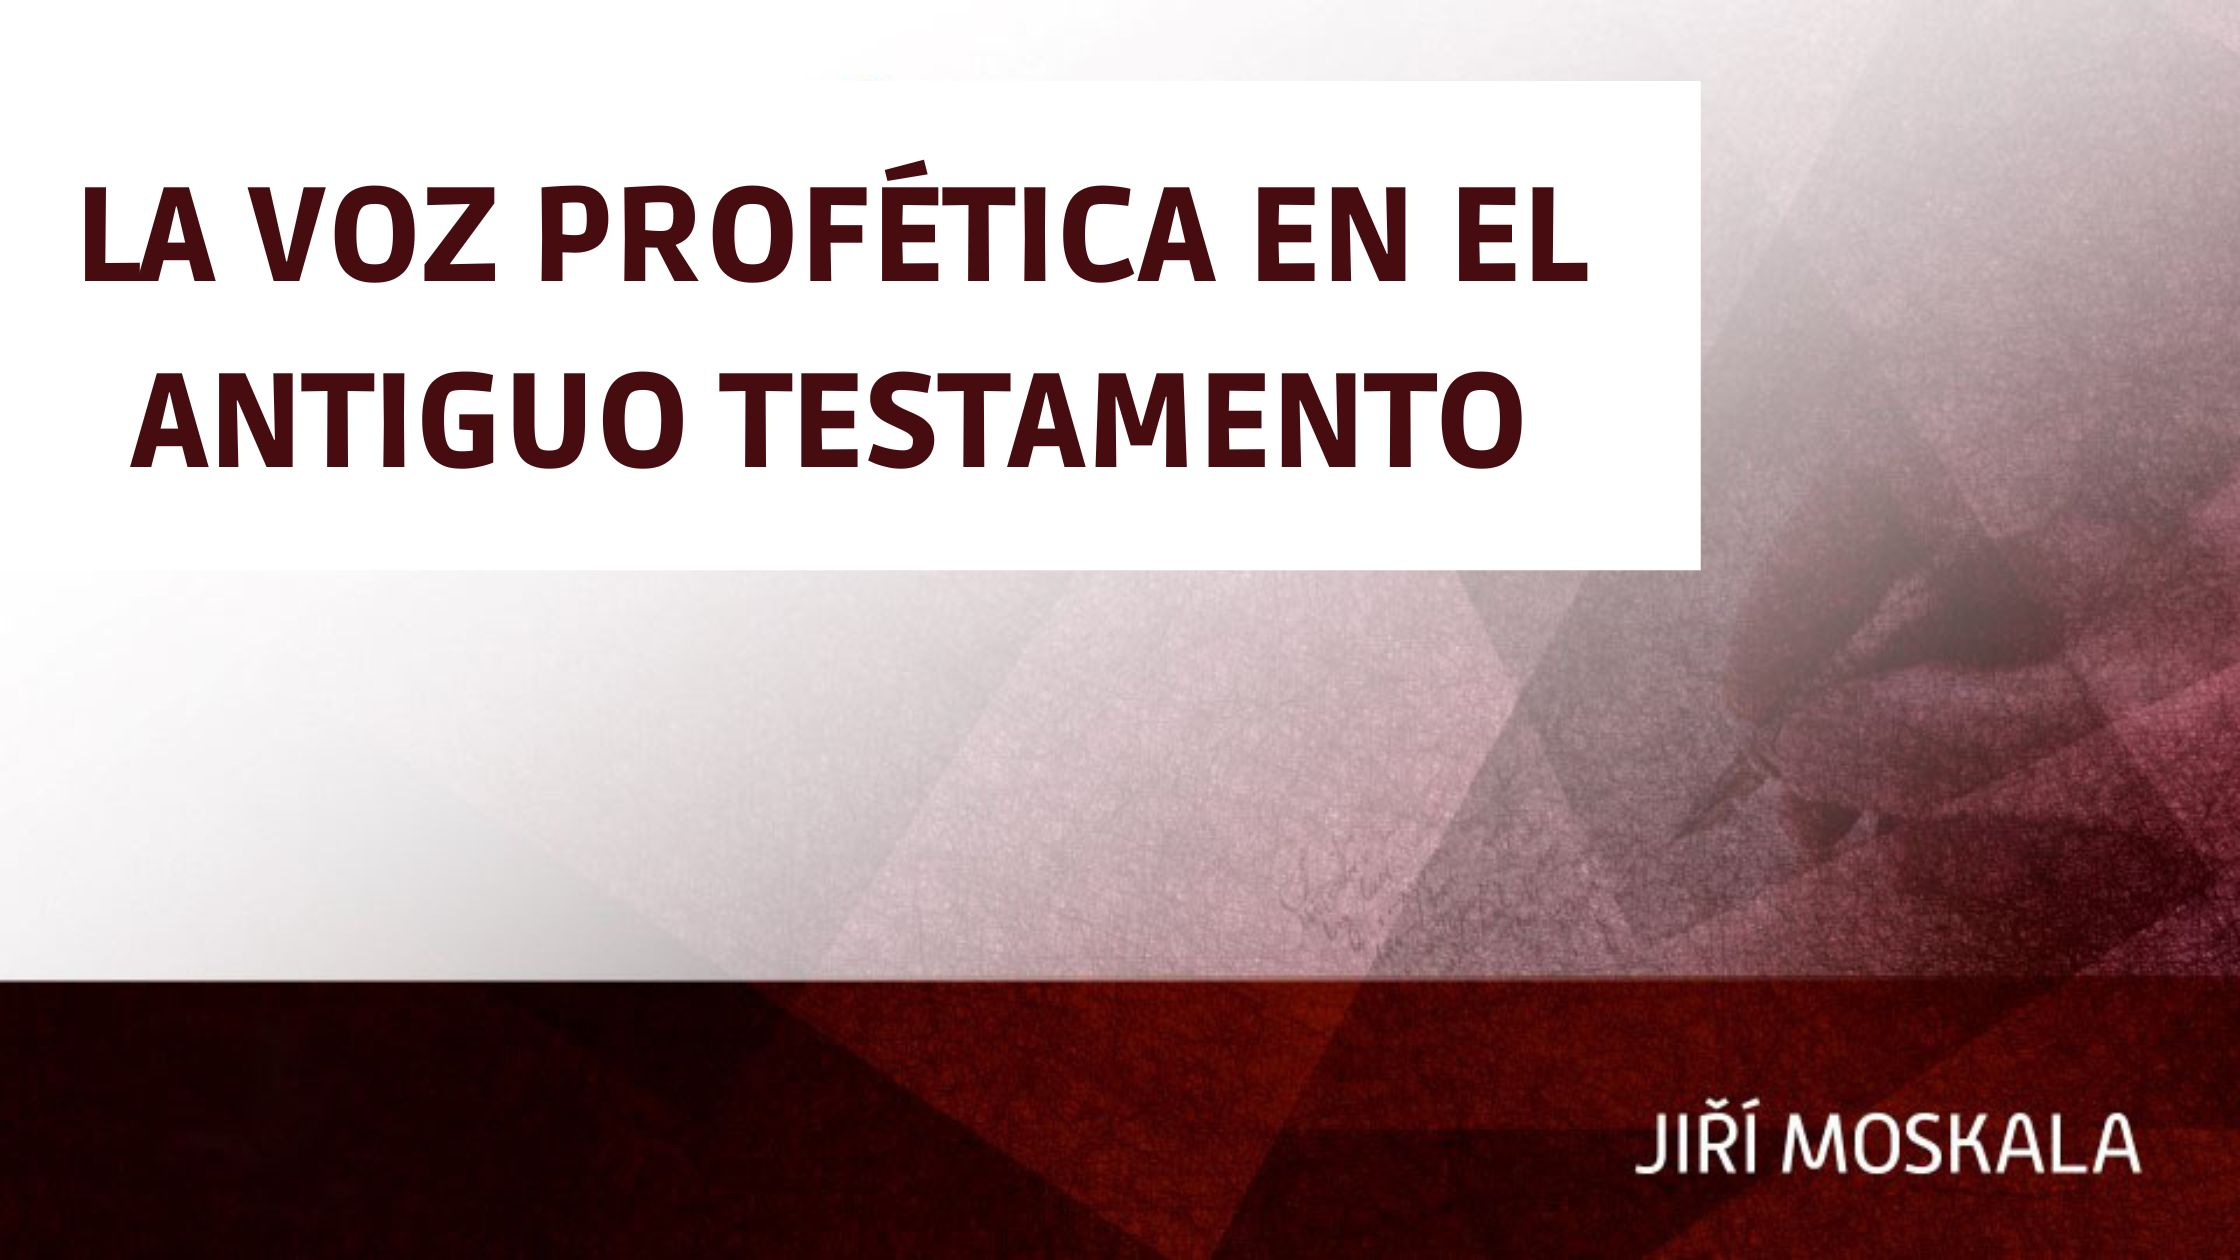 LA VOZ PROFÉTICA EN EL
ANTIGUO TESTAMENTO
JIŘÍ MOSKALA